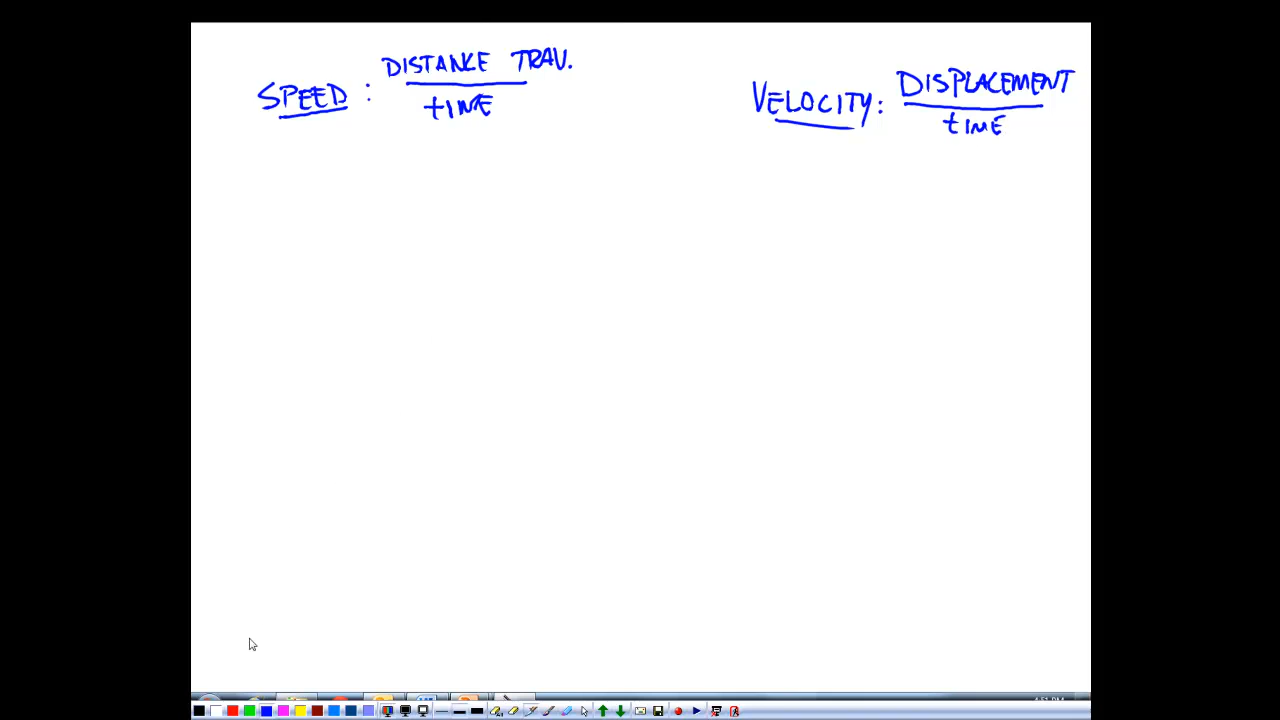 SPEED: DISTANCE TRAV.
TIME
VELOCITY: DISPLACEMENT
TIME